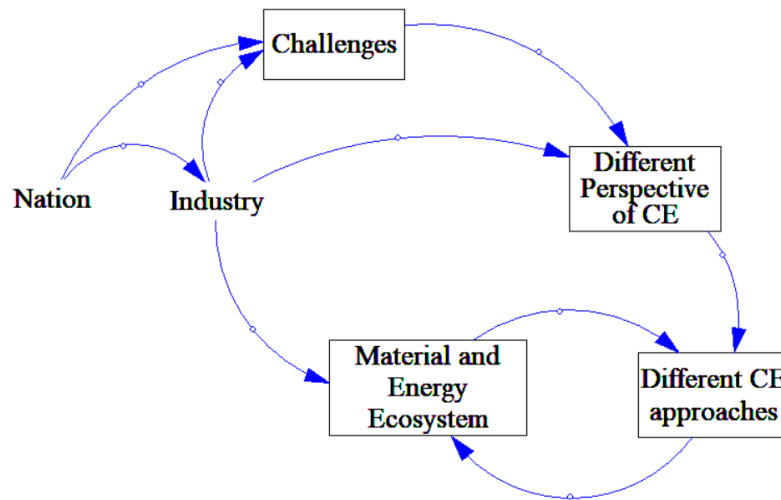 Challenges
Different
Perspective
of CE
Nation
Industry
Material and
Energy
Ecosystem
Different CE
approaches